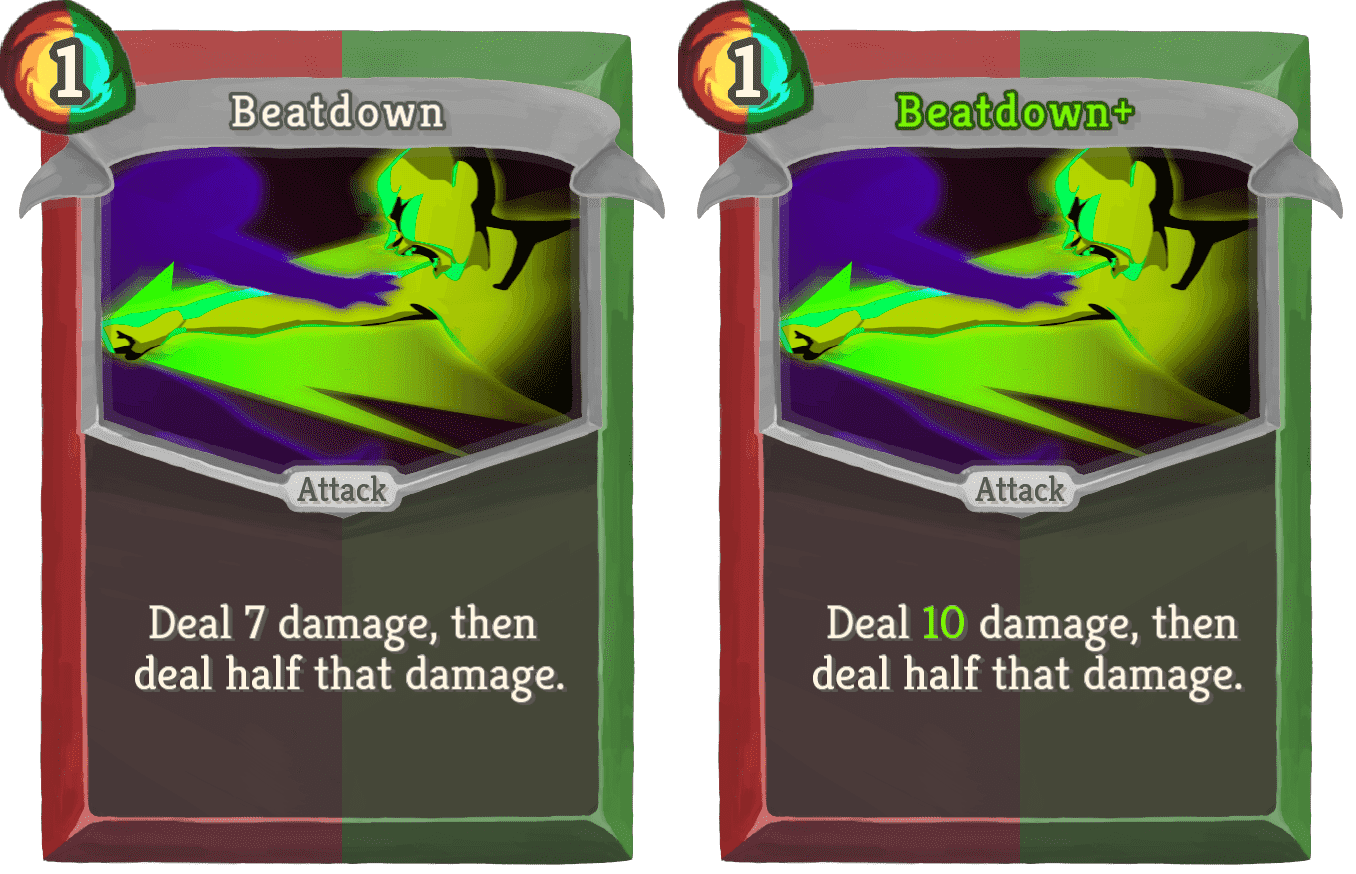 1
Beatdown
Attack
Deal 7 damage, then
deal half that damage.
1
Beatdown+
Attack
Deal 10 damage, then
deal half that damage.